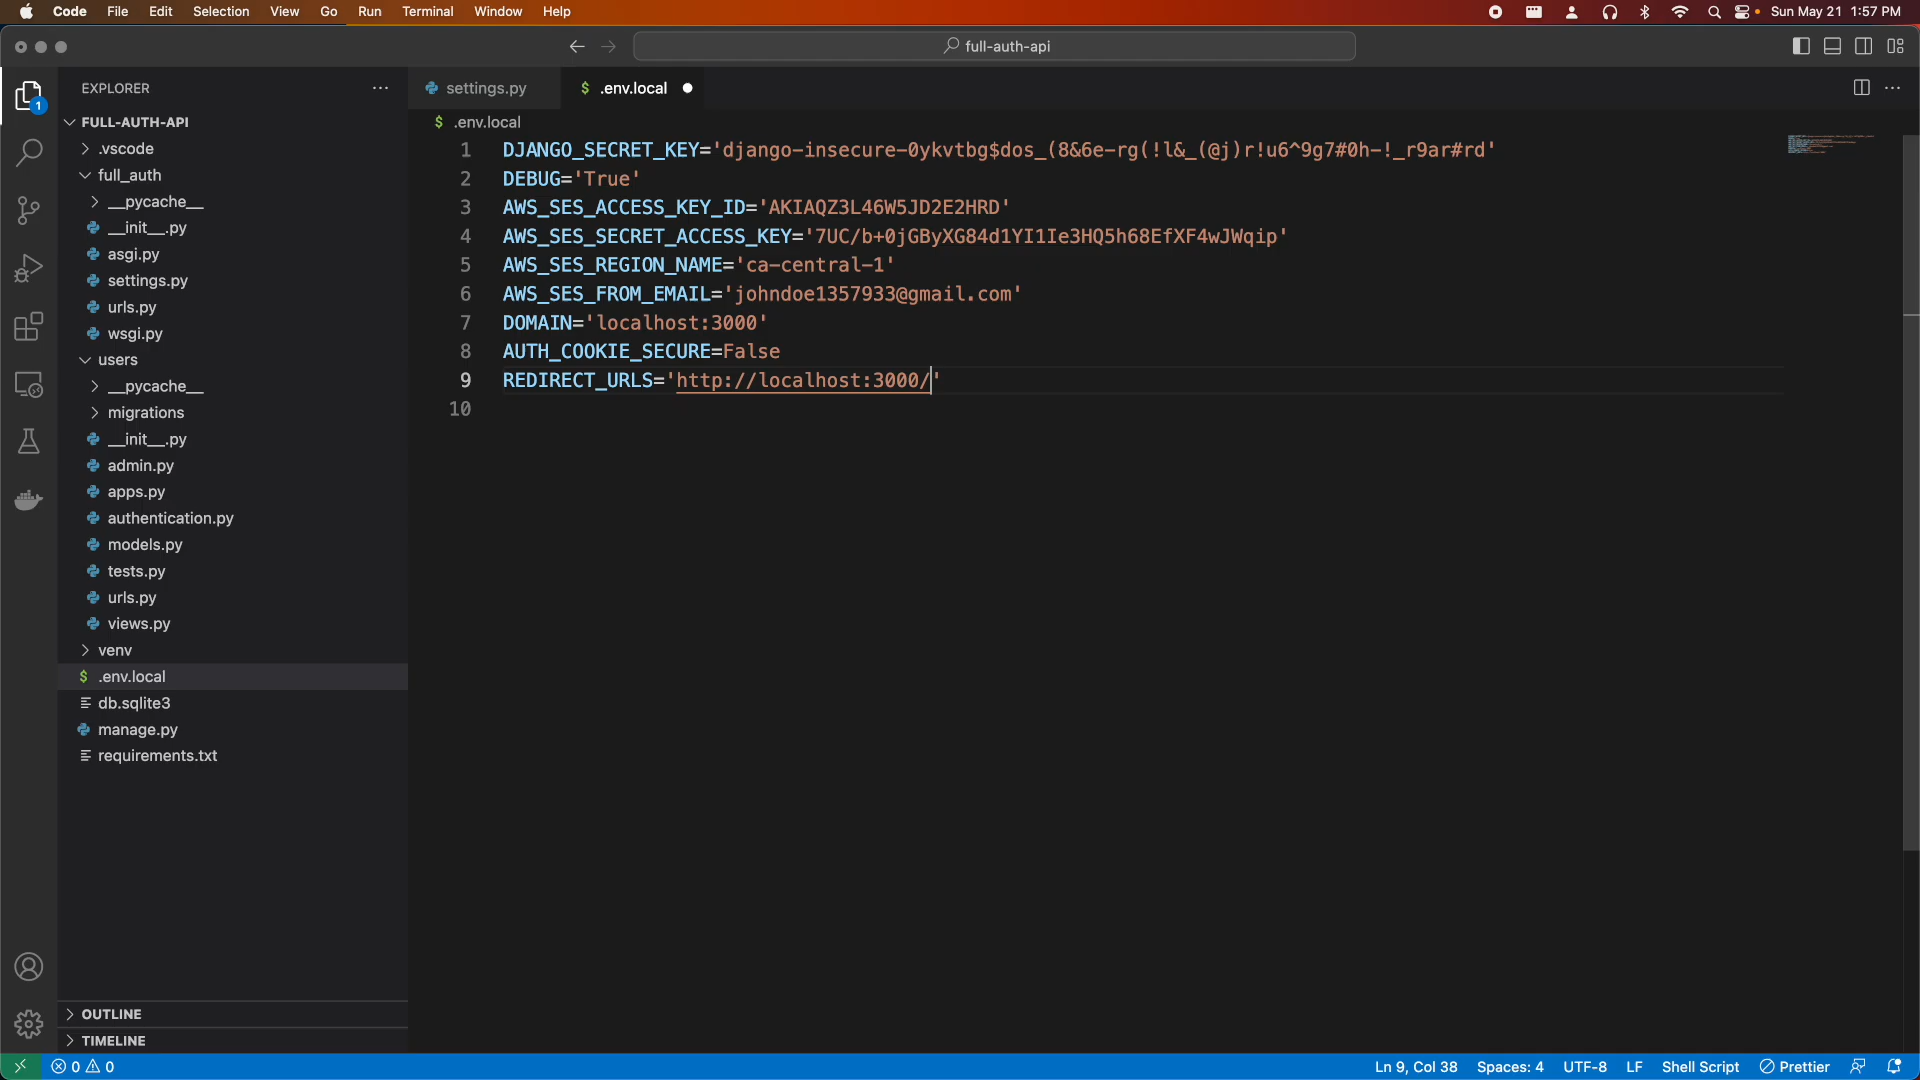 Code File Edit Selection View Go Run Terminal Window Help Sun May 21 1:57 PM
full-auth-api
EXPLORER
settings.py
.env.local
1
FULL-AUTH-API
.vscode
full_auth
__pycache__
__init__.py
asgi.py
settings.py
urls.py
wsgi.py
users
__pycache__
migrations
__init__.py
admin.py
apps.py
authentication.py
models.py
tests.py
urls.py
views.py
venv
$ .env.local
db.sqlite3
manage.py
requirements.txt
OUTLINE
TIMELINE
$ .env.local
1 DJANGO_SECRET_KEY='django-insecure-0ykvtbg$dos_(8&6e-rg(!l&_(@j)r!u6^9g7#0h-!_r9ar#rd'
2 DEBUG='True'
3 AWS_SES_ACCESS_KEY_ID='AKIAQZ3L46W5JD2E2HRD'
4 AWS_SES_SECRET_ACCESS_KEY='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'
5 AWS_SES_REGION_NAME='ca-central-1'
6 AWS_SES_FROM_EMAIL='johndoe1357933@gmail.com'
7 DOMAIN='localhost:3000'
8 AUTH_COOKIE_SECURE=False
9 REDIRECT_URLS='http://localhost:3000/'
10
0 0 Ln 9, Col 38 Spaces: 4 UTF-8 LF Shell Script Prettier